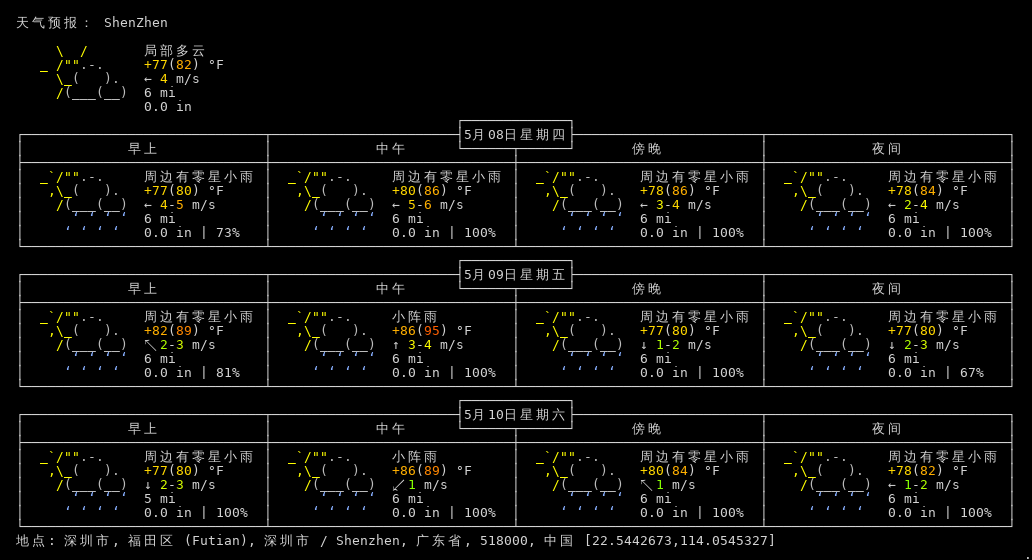 天气预报： ShenZhen
局部多云
+77(82) °F
← 4 m/s
6 mi
0.0 in
5月08日星期四
早上 中午 傍晚 夜间
周边有零星小雨 周边有零星小雨 周边有零星小雨 周边有零星小雨
+77(80) °F +80(86) °F +78(86) °F +78(84) °F
← 4-5 m/s ← 5-6 m/s ← 3-4 m/s ← 2-4 m/s
6 mi 6 mi 6 mi 6 mi
0.0 in | 73% 0.0 in | 100% 0.0 in | 100% 0.0 in | 100%
5月09日星期五
早上 中午 傍晚 夜间
周边有零星小雨 小阵雨 周边有零星小雨 周边有零星小雨
+82(89) °F +86(95) °F +77(80) °F +77(80) °F
↖ 2-3 m/s ↑ 3-4 m/s ↓ 1-2 m/s ↓ 2-3 m/s
6 mi 6 mi 6 mi 6 mi
0.0 in | 81% 0.0 in | 100% 0.0 in | 100% 0.0 in | 67%
5月10日星期六
早上 中午 傍晚 夜间
周边有零星小雨 小阵雨 周边有零星小雨 周边有零星小雨
+77(80) °F +86(89) °F +80(84) °F +78(82) °F
↓ 2-3 m/s ↙ 1 m/s ↖ 1 m/s ← 1-2 m/s
5 mi 6 mi 6 mi 6 mi
0.0 in | 100% 0.0 in | 100% 0.0 in | 100% 0.0 in | 100%
地点: 深圳市, 福田区 (Futian), 深圳市 / Shenzhen, 广东省, 518000, 中国 [22.5442673,114.0545327]